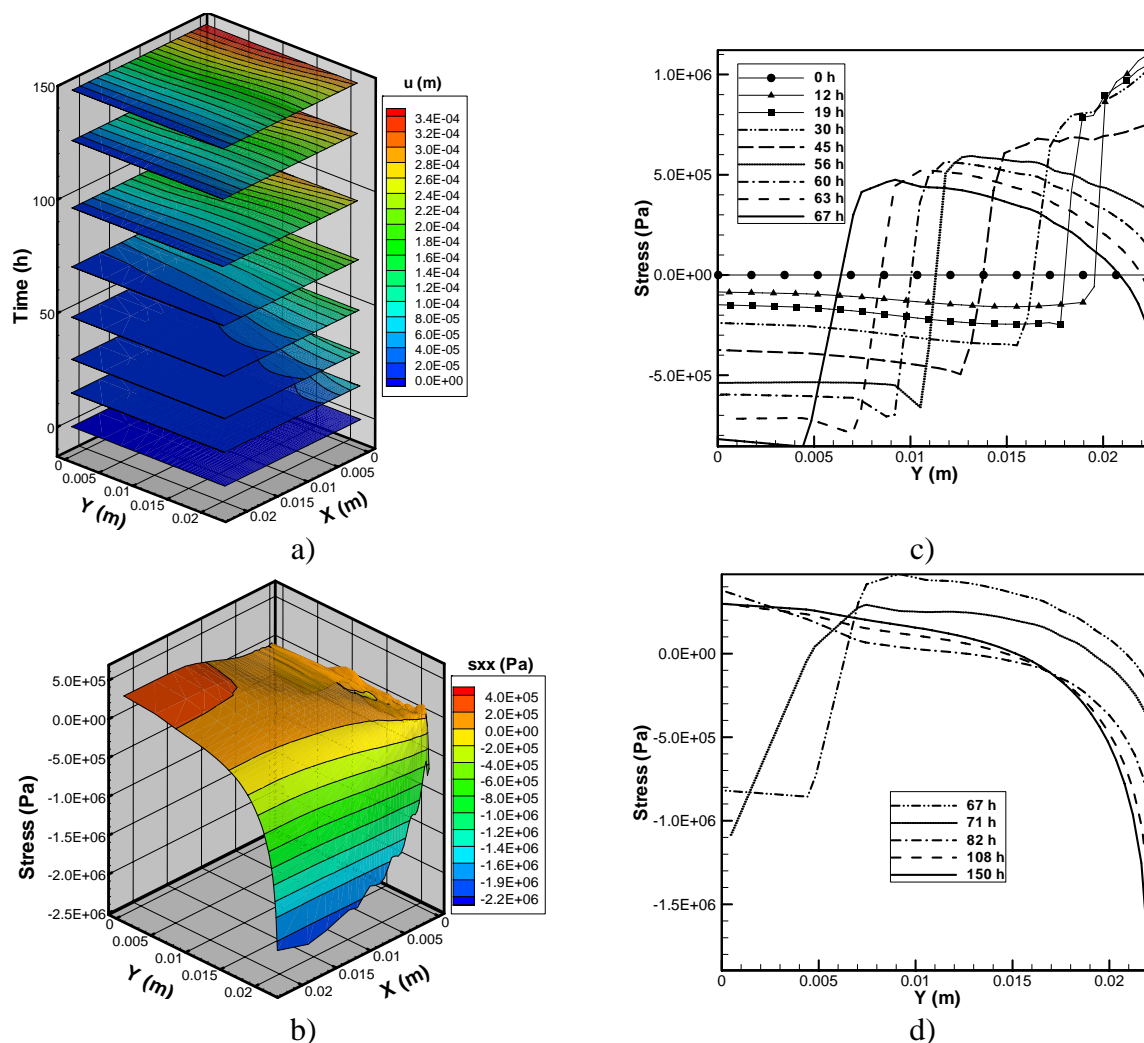 u (m)
3.4E-04
3.2E-04
3.0E-04
2.8E-04
2.6E-04
2.4E-04
2.2E-04
2.0E-04
1.8E-04
1.6E-04
1.4E-04
1.2E-04
1.0E-04
8.0E-05
6.0E-05
4.0E-05
2.0E-05
0.0E+00
Time (h)
150
100
50
0
0
0.005
0.01
0.015
0.02
Y (m)
0.02
0.015
0.01
0.005
0
X (m)
a)
c)
0 h
12 h
19 h
30 h
45 h
56 h
60 h
63 h
67 h
Stress (Pa)
1.0E+06
5.0E+05
0.0E+00
-5.0E+05
0
0.005
0.01
0.015
0.02
Y (m)
sxx (Pa)
4.0E+05
2.0E+05
0.0E+00
-2.0E+05
-4.0E+05
-6.0E+05
-8.0E+05
-1.0E+06
-1.2E+06
-1.4E+06
-1.6E+06
-1.9E+06
-2.2E+06
Stress (Pa)
5.0E+05
0.0E+00
-5.0E+05
-1.0E+06
-1.5E+06
-2.0E+06
-2.5E+06
0
0.005
0.01
0.015
0.02
Y (m)
0.02
0.015
0.01
0.005
0
X (m)
b)
Stress (Pa)
0.0E+00
-5.0E+05
-1.0E+06
-1.5E+06
67 h
71 h
82 h
108 h
150 h
0
0.005
0.01
0.015
0.02
Y (m)
d)